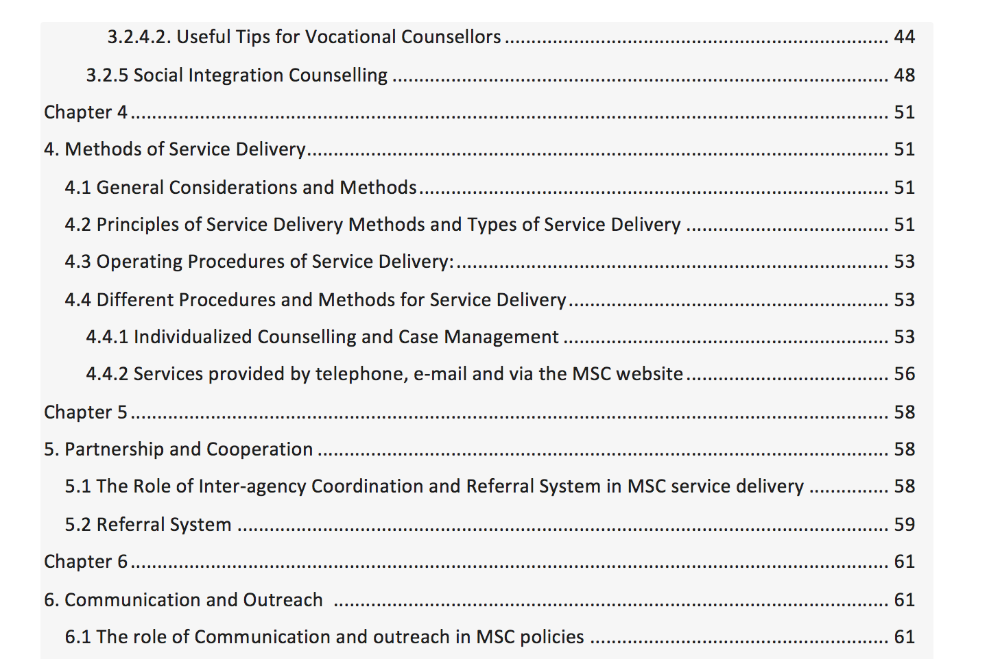 3.2.4.2. Useful Tips for Vocational Counsellors ........................................................................ 44
3.2.5 Social Integration Counselling ............................................................................................. 48
Chapter 4 .............................................................................................................................................. 51
4. Methods of Service Delivery ............................................................................................................. 51
4.1 General Considerations and Methods ........................................................................................ 51
4.2 Principles of Service Delivery Methods and Types of Service Delivery ...................................... 51
4.3 Operating Procedures of Service Delivery: ................................................................................. 53
4.4 Different Procedures and Methods for Service Delivery ............................................................ 53
4.4.1 Individualized Counselling and Case Management ............................................................. 53
4.4.2 Services provided by telephone, e-mail and via the MSC website ...................................... 56
Chapter 5 .............................................................................................................................................. 58
5. Partnership and Cooperation ........................................................................................................... 58
5.1 The Role of Inter-agency Coordination and Referral System in MSC service delivery ............... 58
5.2 Referral System .......................................................................................................................... 59
Chapter 6 .............................................................................................................................................. 61
6. Communication and Outreach ........................................................................................................ 61
6.1 The role of Communication and outreach in MSC policies ........................................................ 61